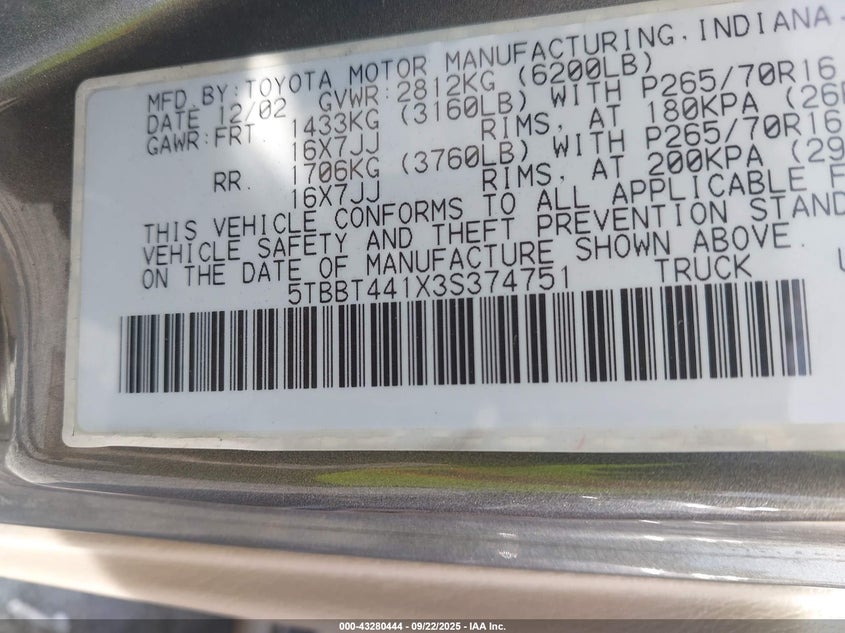 MFD. BY: TOYOTA MOTOR MANUFACTURING, INDIANA.
DATE 12/02 GVWR: 2812KG (6200LB)
GAWR: FRT. 1433KG (3160LB) WITH P265/70R16
16X7JJ RIMS, AT 180KPA
RR. 1706KG (3760LB) WITH P265/70R16
16X7JJ RIMS, AT 200KPA (29
THIS VEHICLE CONFORMS TO ALL APPLICABLE
VEHICLE SAFETY AND THEFT PREVENTION
ON THE DATE OF MANUFACTURE SHOWN ABOVE.
5TBBT441X3S374751 TRUCK
000-43280444 - 09/22/2025 - IAA Inc.